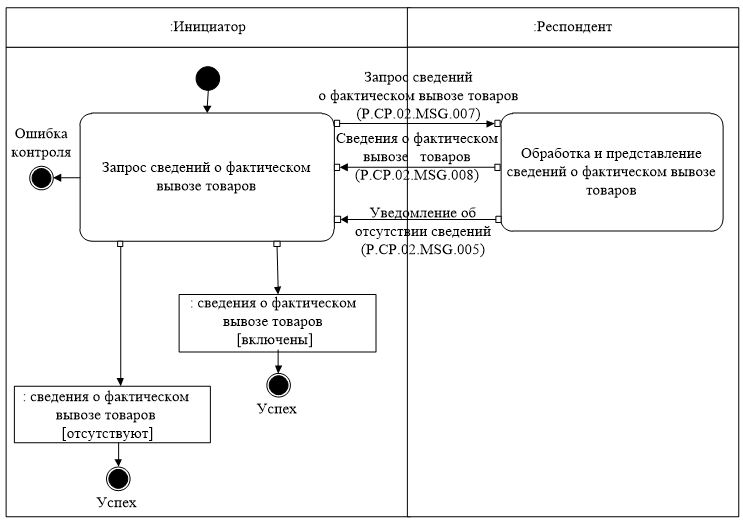 :Инициатор
:Респондент
Запрос сведений
о фактическом вывозе товаров
(P.CP.02.MSG.007)
Ошибка
контроля
Запрос сведений о фактическом
вывозе товаров
Сведения о фактическом
вывозе товаров
(P.CP.02.MSG.008)
Обработка и представление
сведений о фактическом вывозе
товаров
Уведомление об
отсутствии сведений
(P.CP.02.MSG.005)
: сведения о фактическом
вывозе товаров
[включены]
Успех
: сведения о фактическом
вывозе товаров
[отсутствуют]
Успех